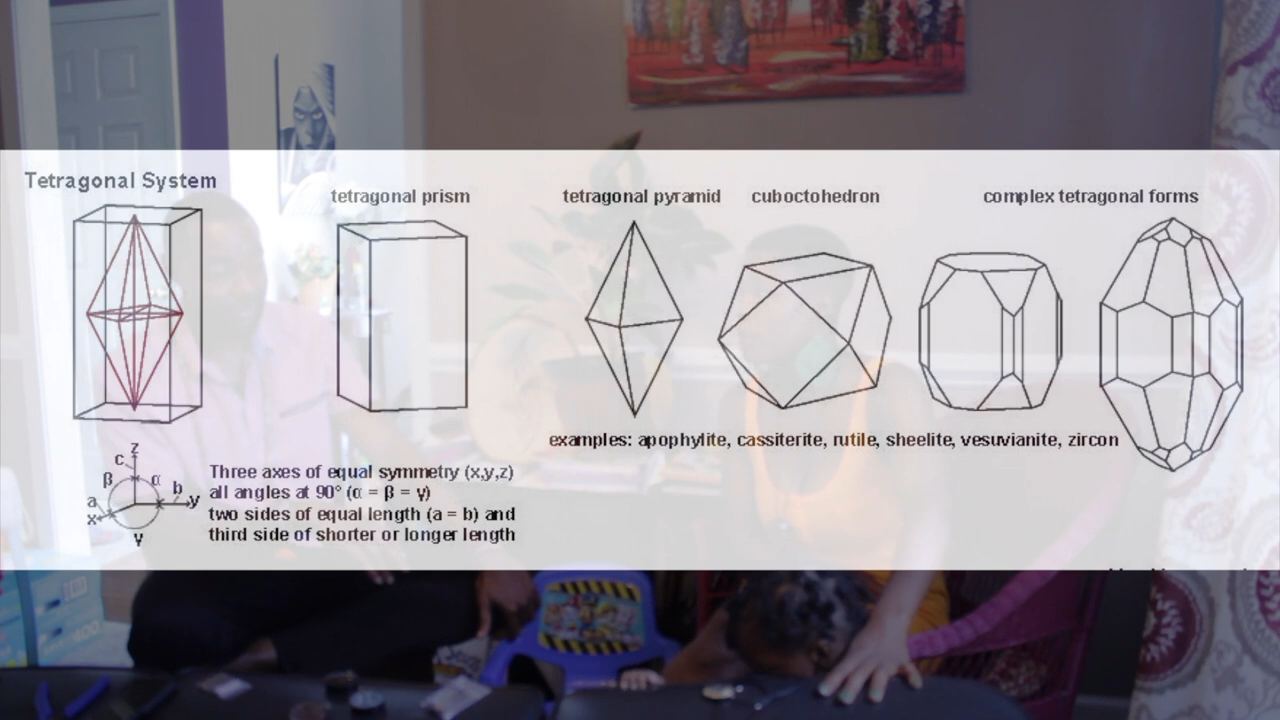 Tetragonal System
tetragonal prism
tetragonal pyramid
cuboctohedron
complex tetragonal forms
examples: apophylite, cassiterite, rutile, sheelite, vesuvianite, zircon
z
c
β
α
a
b
y
x
γ
Three axes of equal symmetry (x,y,z)
all angles at 90° (α = β = γ)
two sides of equal length (a = b) and
third side of shorter or longer length